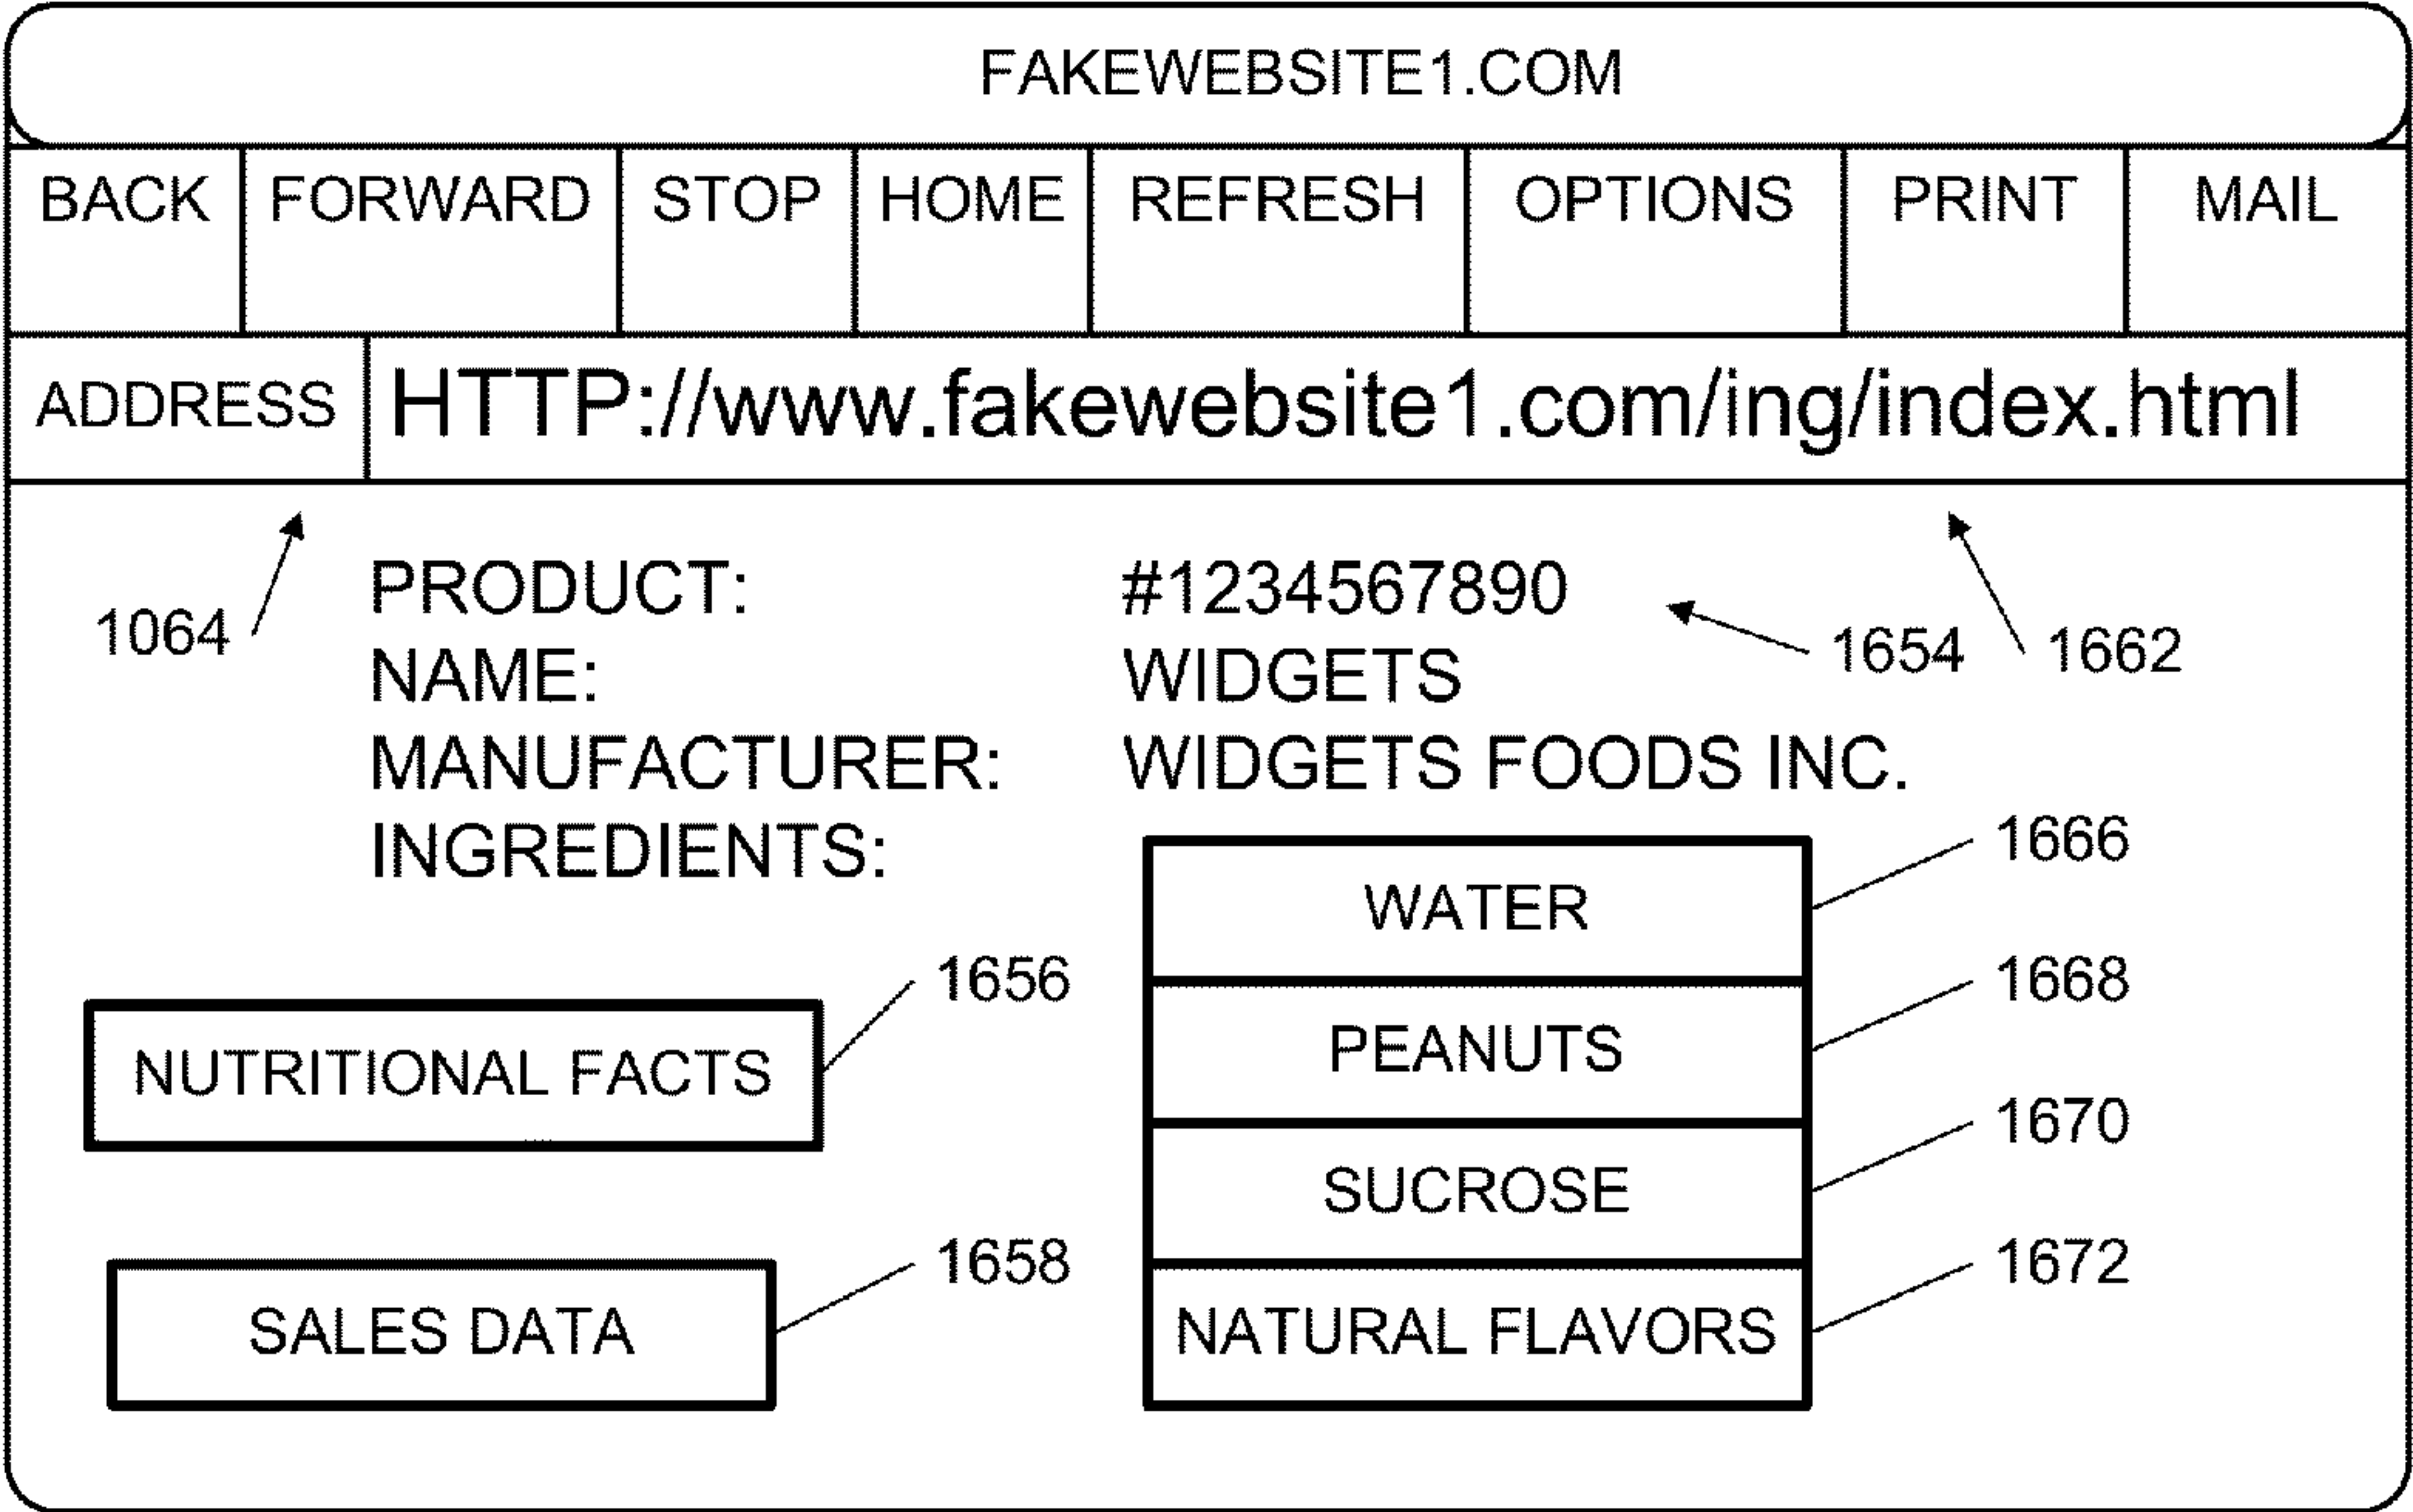 FAKEWEBSITE1.COM
BACK FORWARD STOP HOME REFRESH OPTIONS PRINT MAIL
ADDRESS HTTP://www.fakewebsite1.com/ing/index.html
1064
PRODUCT: #1234567890
1654 1662
NAME: WIDGETS
MANUFACTURER: WIDGETS FOODS INC.
INGREDIENTS:
1666
WATER
1656
1668
NUTRITIONAL FACTS
PEANUTS
1670
SUCROSE
1658
1672
SALES DATA
NATURAL FLAVORS